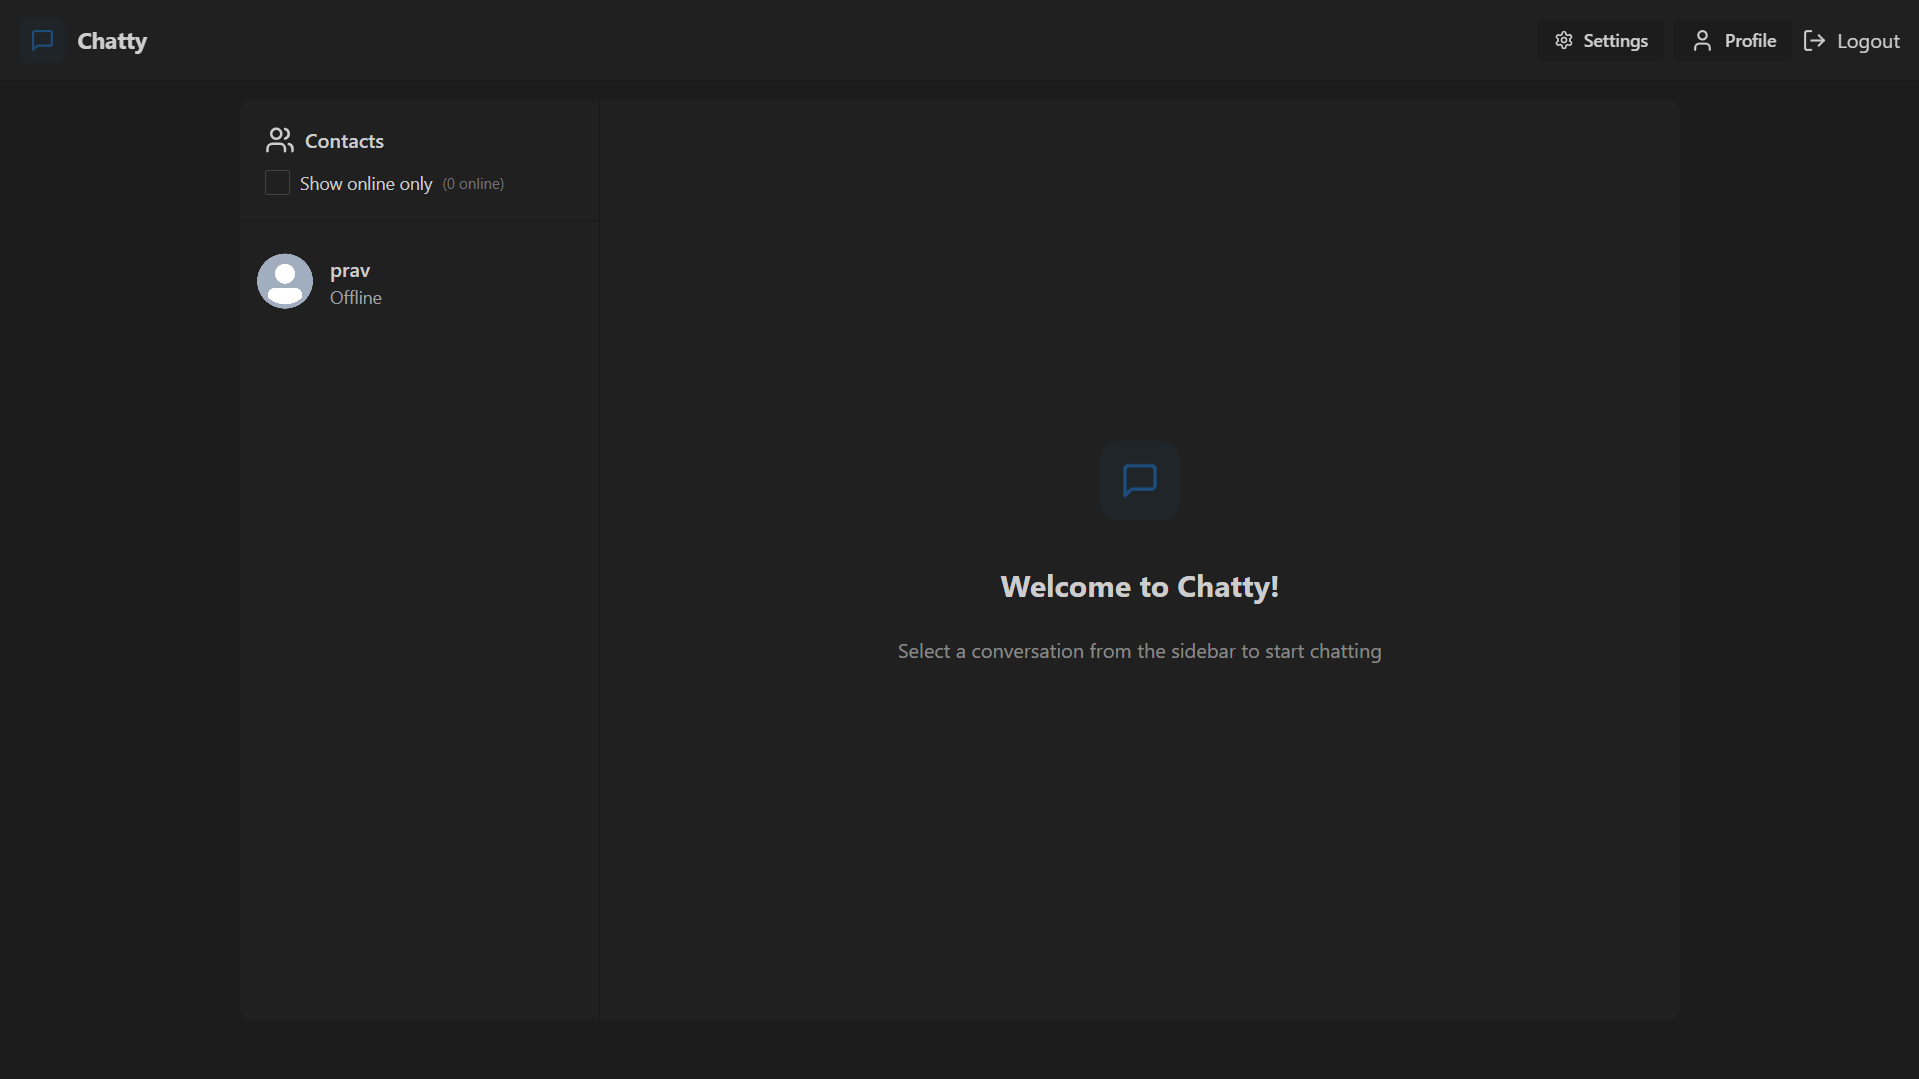 Chatty
Settings
Profile
Logout
Contacts
Show online only (0 online)
prav
Offline
Welcome to Chatty!
Select a conversation from the sidebar to start chatting